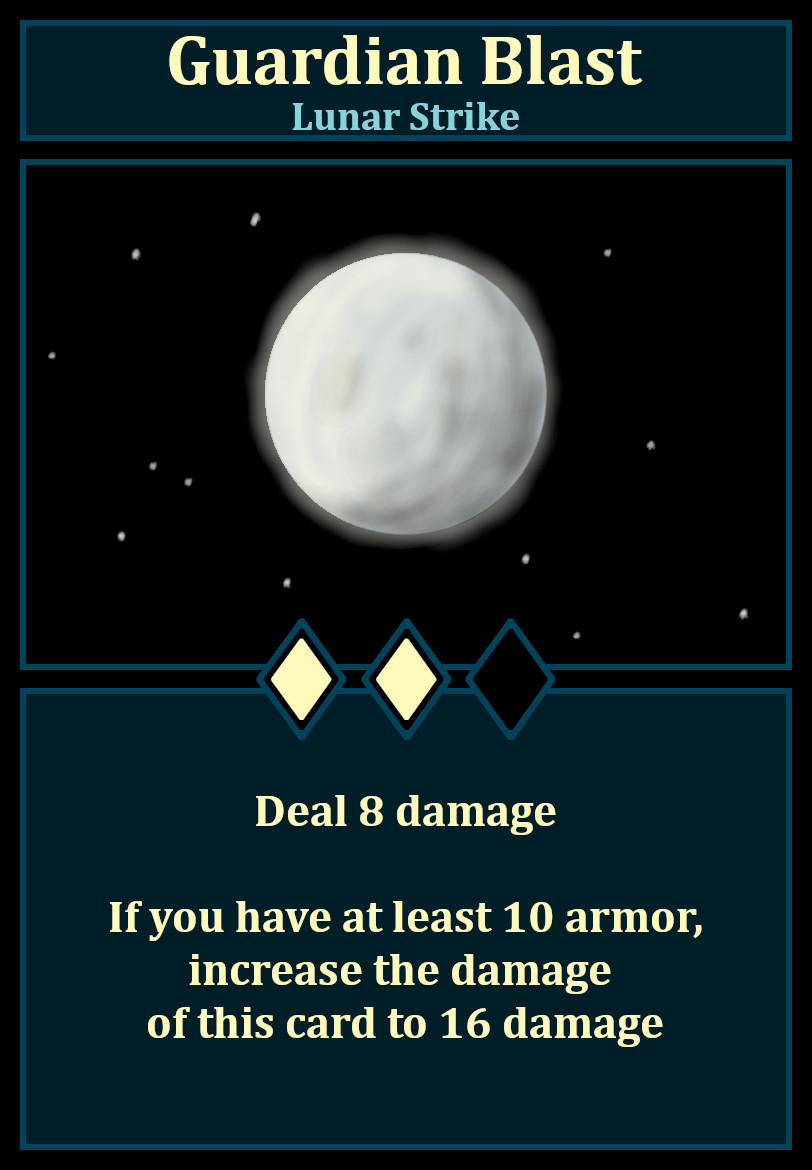 Guardian Blast
Lunar Strike
Deal 8 damage
If you have at least 10 armor,
increase the damage
of this card to 16 damage